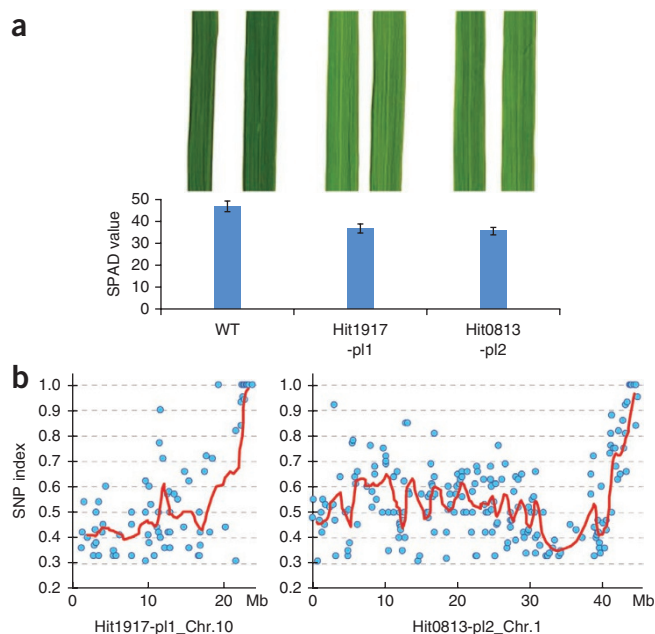 a
50
40
30
20
10
0
SPAD value
WT
Hit1917
-pl1
Hit0813
-pl2
b
1.0
0.9
0.8
0.7
0.6
0.5
0.4
0.3
0.2
SNP index
0 10 20 Mb
Hit1917-pl1_Chr.10
1.0
0.9
0.8
0.7
0.6
0.5
0.4
0.3
0.2
0 10 20 30 40 Mb
Hit0813-pl2_Chr.1